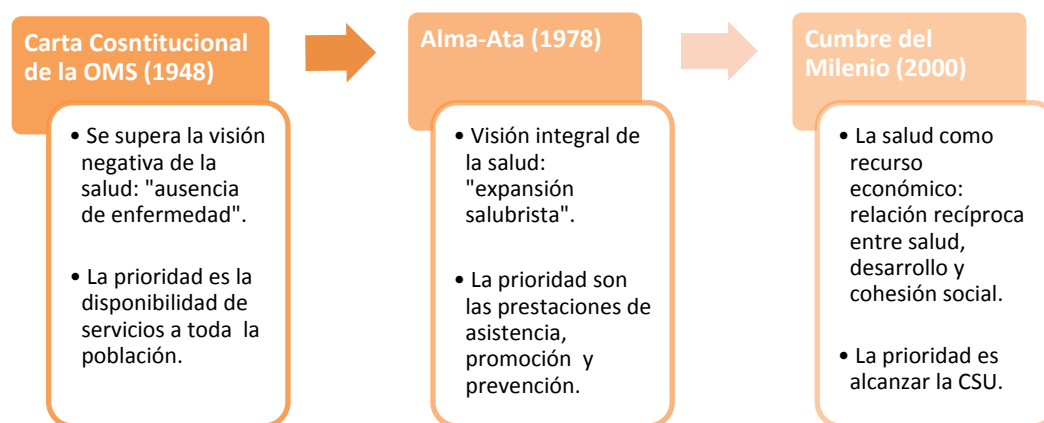 Carta Cosntitucional
de la OMS (1948)
• Se supera la visión
negativa de la
salud: "ausencia
de enfermedad".
• La prioridad es la
disponibilidad de
servicios a toda la
población.
Alma-Ata (1978)
• Visión integral de
la salud:
"expansión
salubrista".
• La prioridad son
las prestaciones de
asistencia,
promoción y
prevención.
Cumbre del
Milenio (2000)
• La salud como
recurso
económico:
relación recíproca
entre salud,
desarrollo y
cohesión social.
• La prioridad es
alcanzar la CSU.